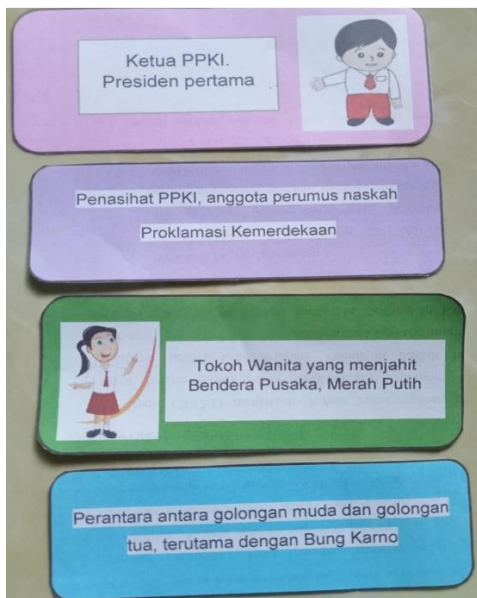 Ketua PPKI.
Presiden pertama
Penasihat PPKI, anggota perumus naskah
Proklamasi Kemerdekaan
Tokoh Wanita yang menjahit
Bendera Pusaka, Merah Putih
Perantara antara golongan muda dan golongan
tua, terutama dengan Bung Karno